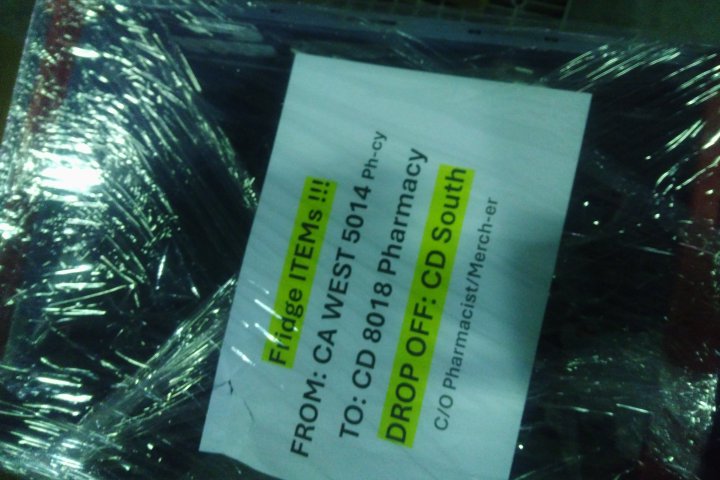 Fridge ITEMs !!!
FROM: CA WEST 5014 Ph-cy
TO: CD 8018 Pharmacy
DROP OFF: CD South
C/O Pharmacist/Merch-er